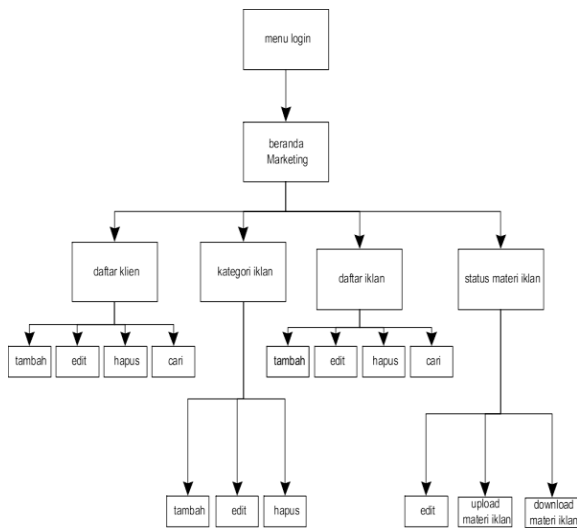 menu login
beranda
Marketing
daftar klien
kategori iklan
daftar iklan
status materi iklan
tambah
edit
hapus
cari
tambah
edit
hapus
cari
tambah
edit
hapus
edit
upload
materi iklan
download
materi iklan